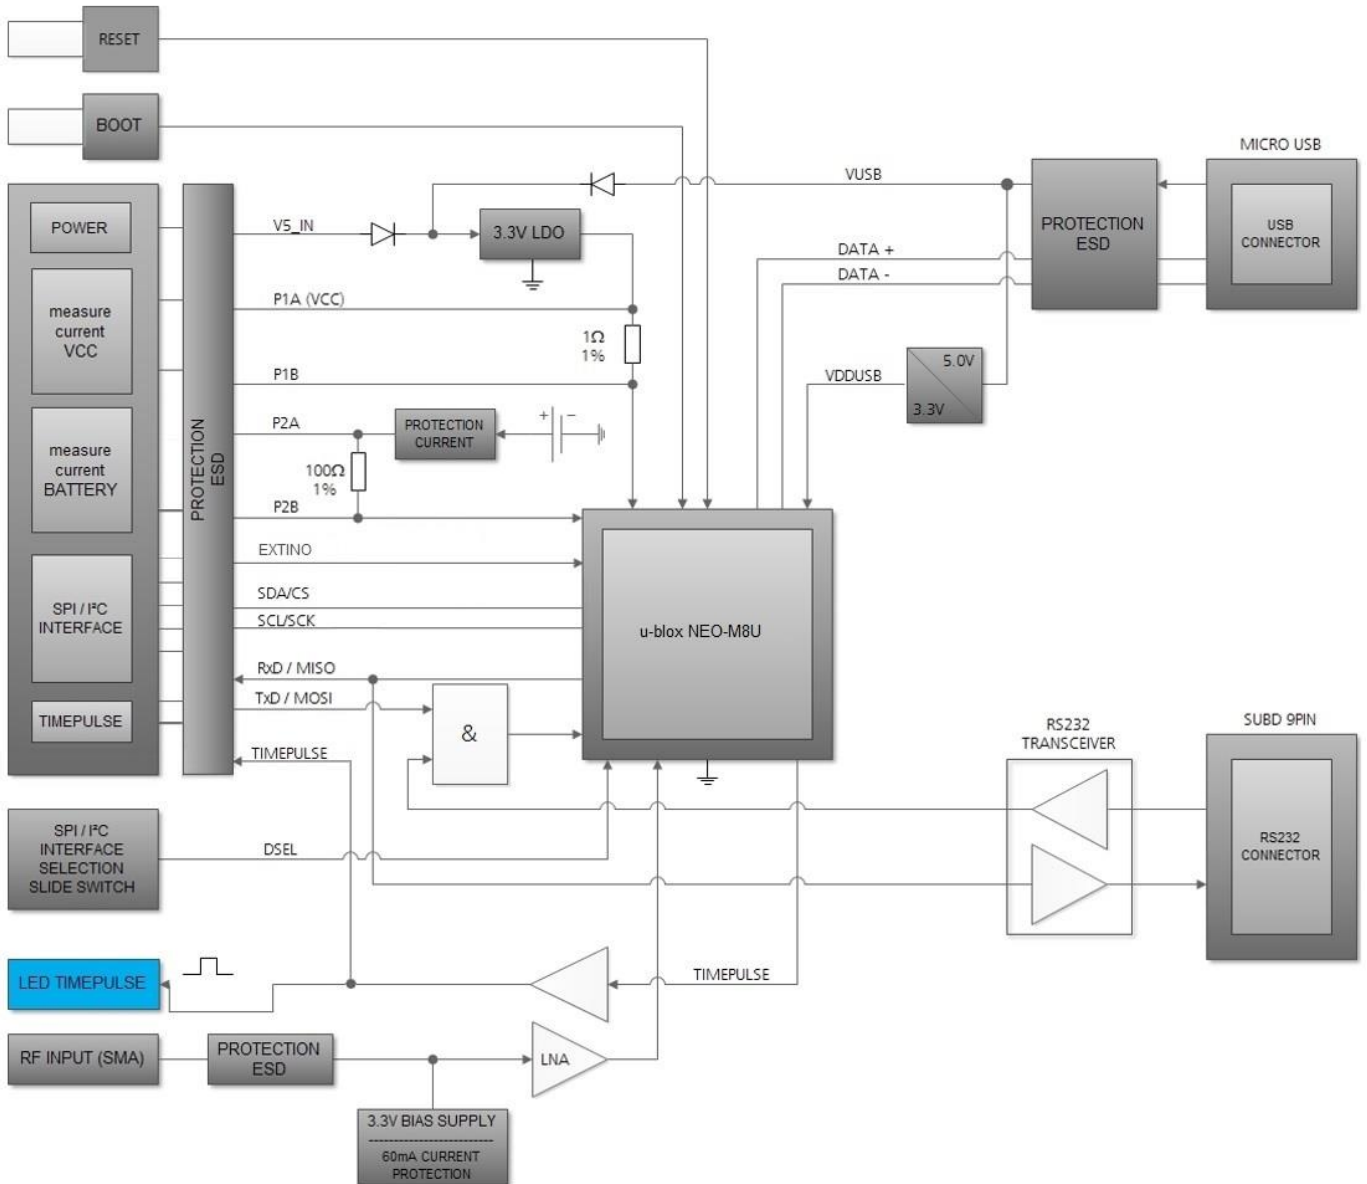 RESET
BOOT
MICRO USB
VUSB
PROTECTION
ESD
USB
CONNECTOR
POWER
V5_IN
3.3V LDO
DATA +
DATA -
measure
current
VCC
P1A (VCC)
1Ω
1%
P1B
VDDUSB
5.0V
3.3V
PROTECTION
ESD
measure
current
BATTERY
P2A
PROTECTION
CURRENT
+ −
100Ω
1%
P2B
EXTINO
SPI / I²C
INTERFACE
SDA/CS
SCL/SCK
u-blox NEO-M8U
RxD / MISO
TxD / MOSI
&
TIMEPULSE
TIMEPULSE
RS232
TRANSCEIVER
SUBD 9PIN
RS232
CONNECTOR
SPI / I²C
INTERFACE
SELECTION
SLIDE SWITCH
DSEL
LED TIMEPULSE
TIMEPULSE
RF INPUT (SMA)
PROTECTION
ESD
LNA
3.3V BIAS SUPPLY
60mA CURRENT
PROTECTION